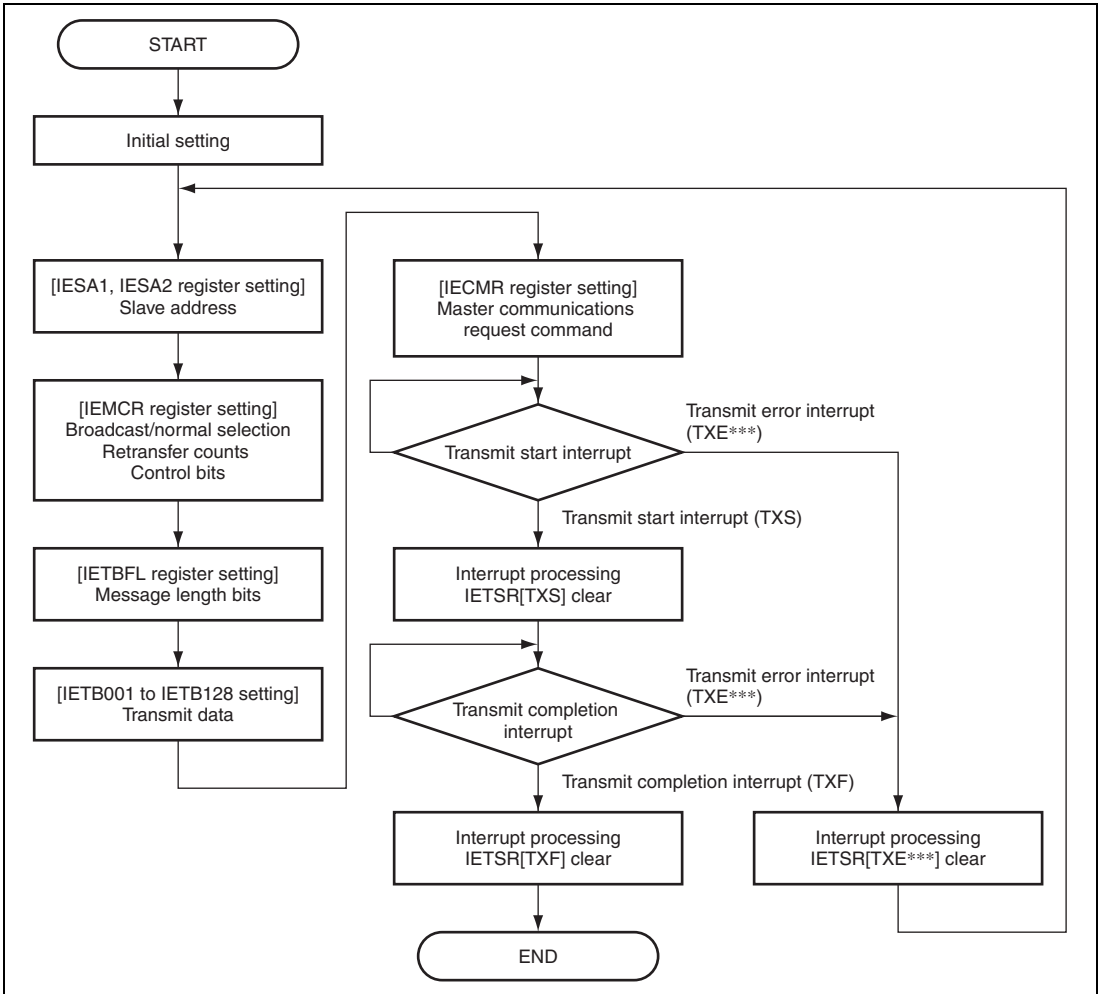 START
Initial setting
[IESA1, IESA2 register setting]
Slave address
[IEMCR register setting]
Broadcast/normal selection
Retransfer counts
Control bits
[IETBFL register setting]
Message length bits
[IETB001 to IETB128 setting]
Transmit data
[IECMR register setting]
Master communications
request command
Transmit start interrupt
Transmit error interrupt
(TXE***)
Transmit start interrupt (TXS)
Interrupt processing
IETSR[TXS] clear
Transmit completion
interrupt
Transmit error interrupt
(TXE***)
Transmit completion interrupt (TXF)
Interrupt processing
IETSR[TXF] clear
Interrupt processing
IETSR[TXE***] clear
END